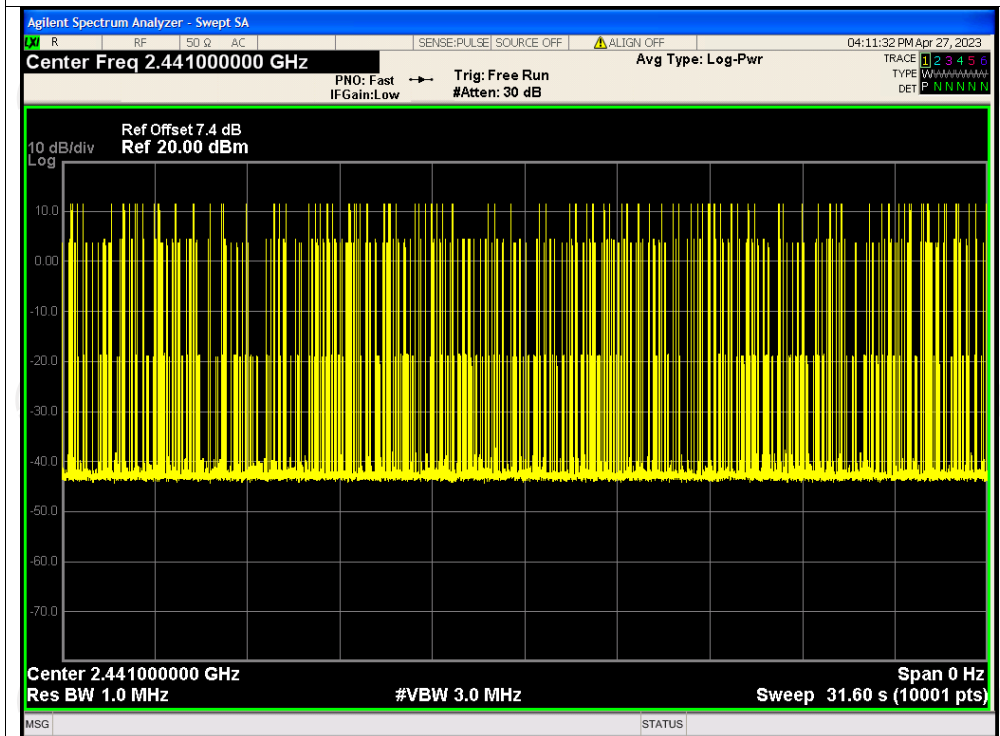 Agilent Spectrum Analyzer - Swept SA
LXI R RF 50 Ω AC SENSE:PULSE SOURCE OFF ALIGN OFF 04:11:32 PM Apr 27, 2023
Center Freq 2.441000000 GHz Avg Type: Log-Pwr TRACE 1 2 3 4 5 6
PNO: Fast Trig: Free Run TYPE W
IFGain:Low #Atten: 30 dB DET P N N N N N
Ref Offset 7.4 dB
10 dB/div Ref 20.00 dBm
Log
10.0
0.00
-10.0
-20.0
-30.0
-40.0
-50.0
-60.0
-70.0
Center 2.441000000 GHz Span 0 Hz
Res BW 1.0 MHz #VBW 3.0 MHz Sweep 31.60 s (10001 pts)
MSG STATUS